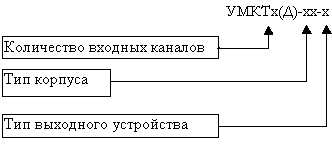 УМКТх(Д)-хх-х
Количество входных каналов
Тип корпуса
Тип выходного устройства